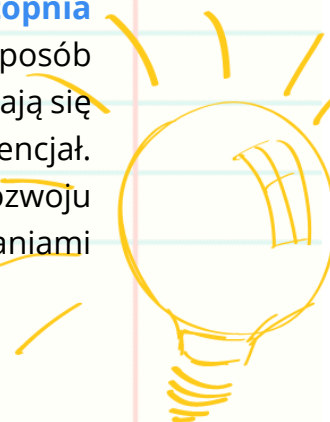 opnia
posób
ają się
encjał.
ozwoju
aniami